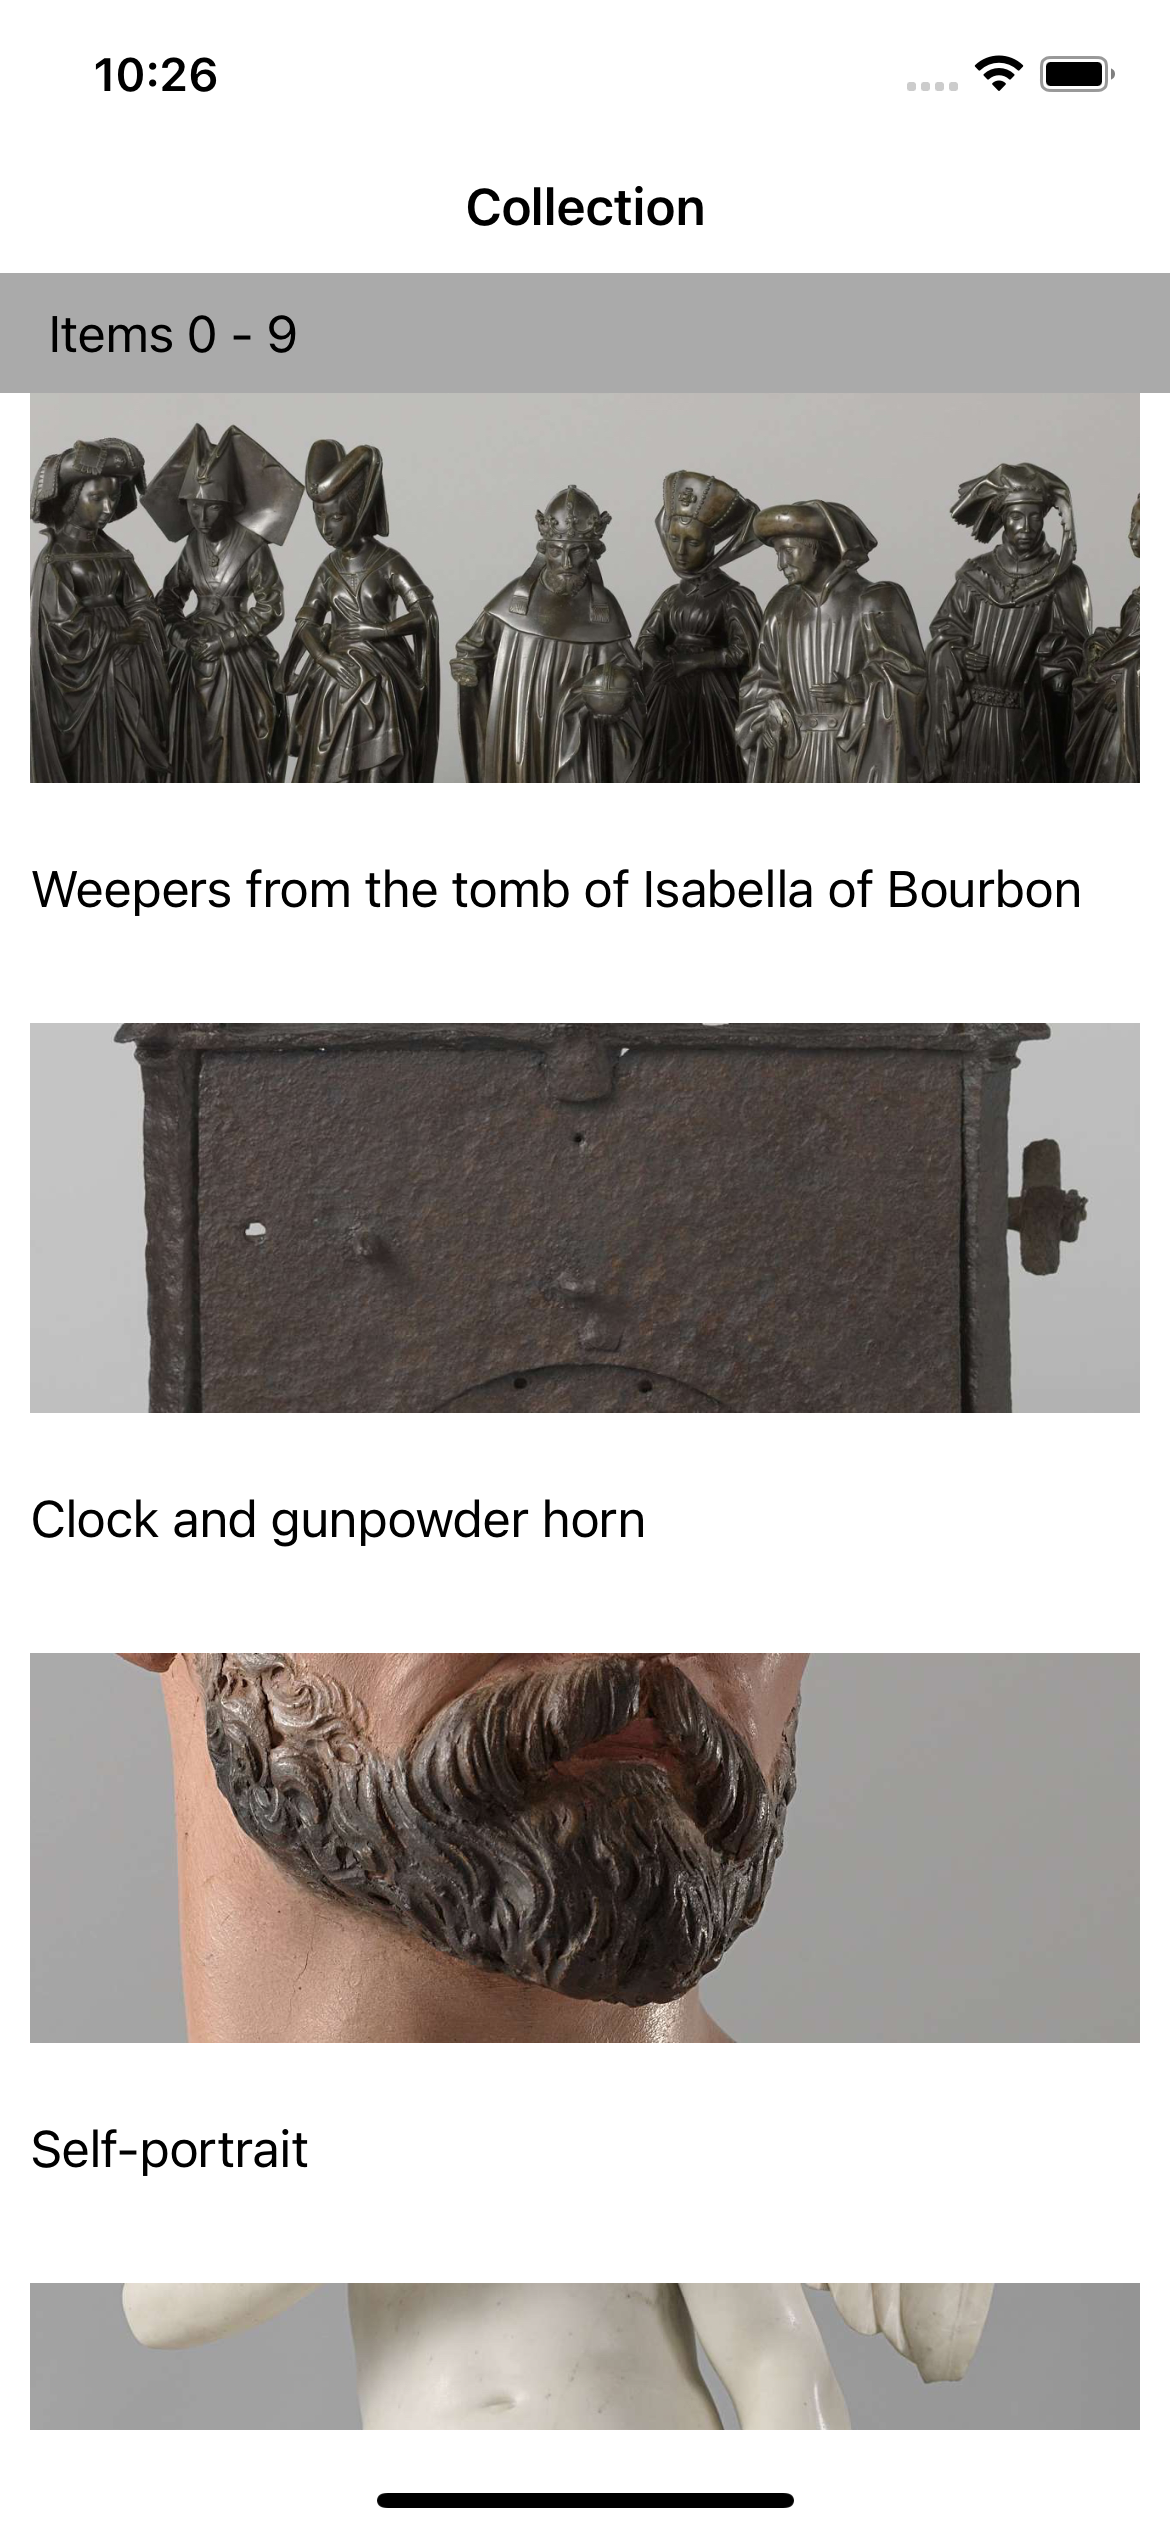 10:26
Collection
Items 0 - 9
Weepers from the tomb of Isabella of Bourbon
Clock and gunpowder horn
Self-portrait